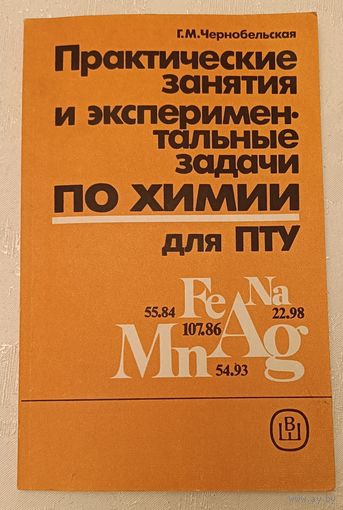 Г.М.Чернобельская
Практические
занятия
и эксперимен-
тальные
задачи
ПО ХИМИИ
для ПТУ
Fe Na
55.84 22.98
107.86
Mn Ag
54.93
ВШ